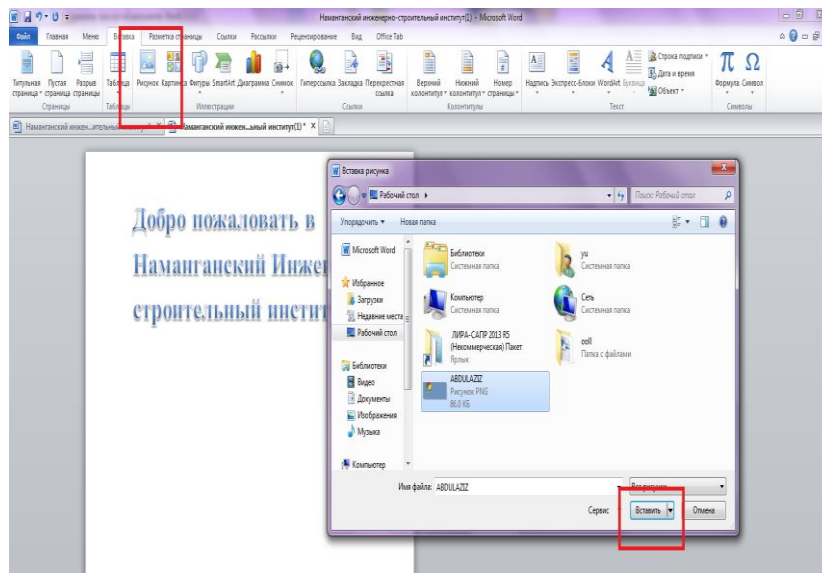 Наманганский инженерно-строительный институт(1) - Microsoft Word
Файл Главная Меню Вставка Разметка страницы Ссылки Рассылки Рецензирование Вид Office Tab
Титульная страница Пустая страница Разрыв страницы Таблица Рисунок Картинка Фигуры SmartArt Диаграмма Снимок Гиперссылка Закладка Перекрестная ссылка Верхний колонтитул Нижний колонтитул Номер страницы Надпись Экспресс-блоки WordArt Буквица Строка подписи Дата и время Объект Формула Символ
Страницы Таблицы Иллюстрации Ссылки Колонтитулы Текст Символы
Наманганский инжен...ительный Наманганский инжен...ьный институт(1) * X
Добро пожаловать в
Наманганский Инже
строительный инстит
Вставка рисунка
Рабочий стол Поиск: Рабочий стол
Упорядочить Новая папка
Microsoft Word
Избранное
Загрузки
Недавние места
Рабочий стол
Библиотеки
Видео
Документы
Изображения
Музыка
Компьютер
Библиотеки
Системная папка
yu
Системная папка
Компьютер
Системная папка
Сеть
Системная папка
ЛИРА-САПР 2013 R5
(Некоммерческая) Пакет
Ярлык
ooll
Папка с файлами
ABDULAZIZ
Рисунок PNG
86,0 КБ
Имя файла: ABDULAZIZ Все рисунки
Сервис Вставить Отмена